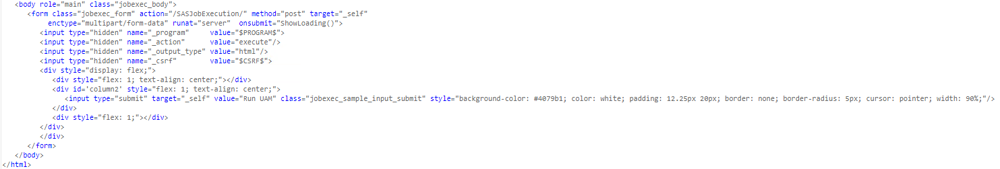 <body role="main" class="jobexec_body">
<form class="jobexec_form" action="/SASJobExecution/" method="post" target="_self"
enctype="multipart/form-data" runat="server"  onsubmit="ShowLoading()">
<input type="hidden" name="_program"     value="$PROGRAM$">
<input type="hidden" name="_action"      value="execute"/>
<input type="hidden" name="_output_type" value="html"/>
<input type="hidden" name="_csrf"        value="$CSRF$">
<div style="display: flex;">
<div style="flex: 1; text-align: center;"></div>
<div id='column2' style="flex: 1; text-align: center;">
<input type="submit" target="_self" value="Run UAM" class="jobexec_sample_input_submit" style="background-color: #4079b1; color: white; padding: 12.25px 20px; border: none; border-radius: 5px; cursor: pointer; width: 90%;"/>
</div>
<div style="flex: 1;"></div>
</div>
</div>
</form>
</body>
</html>